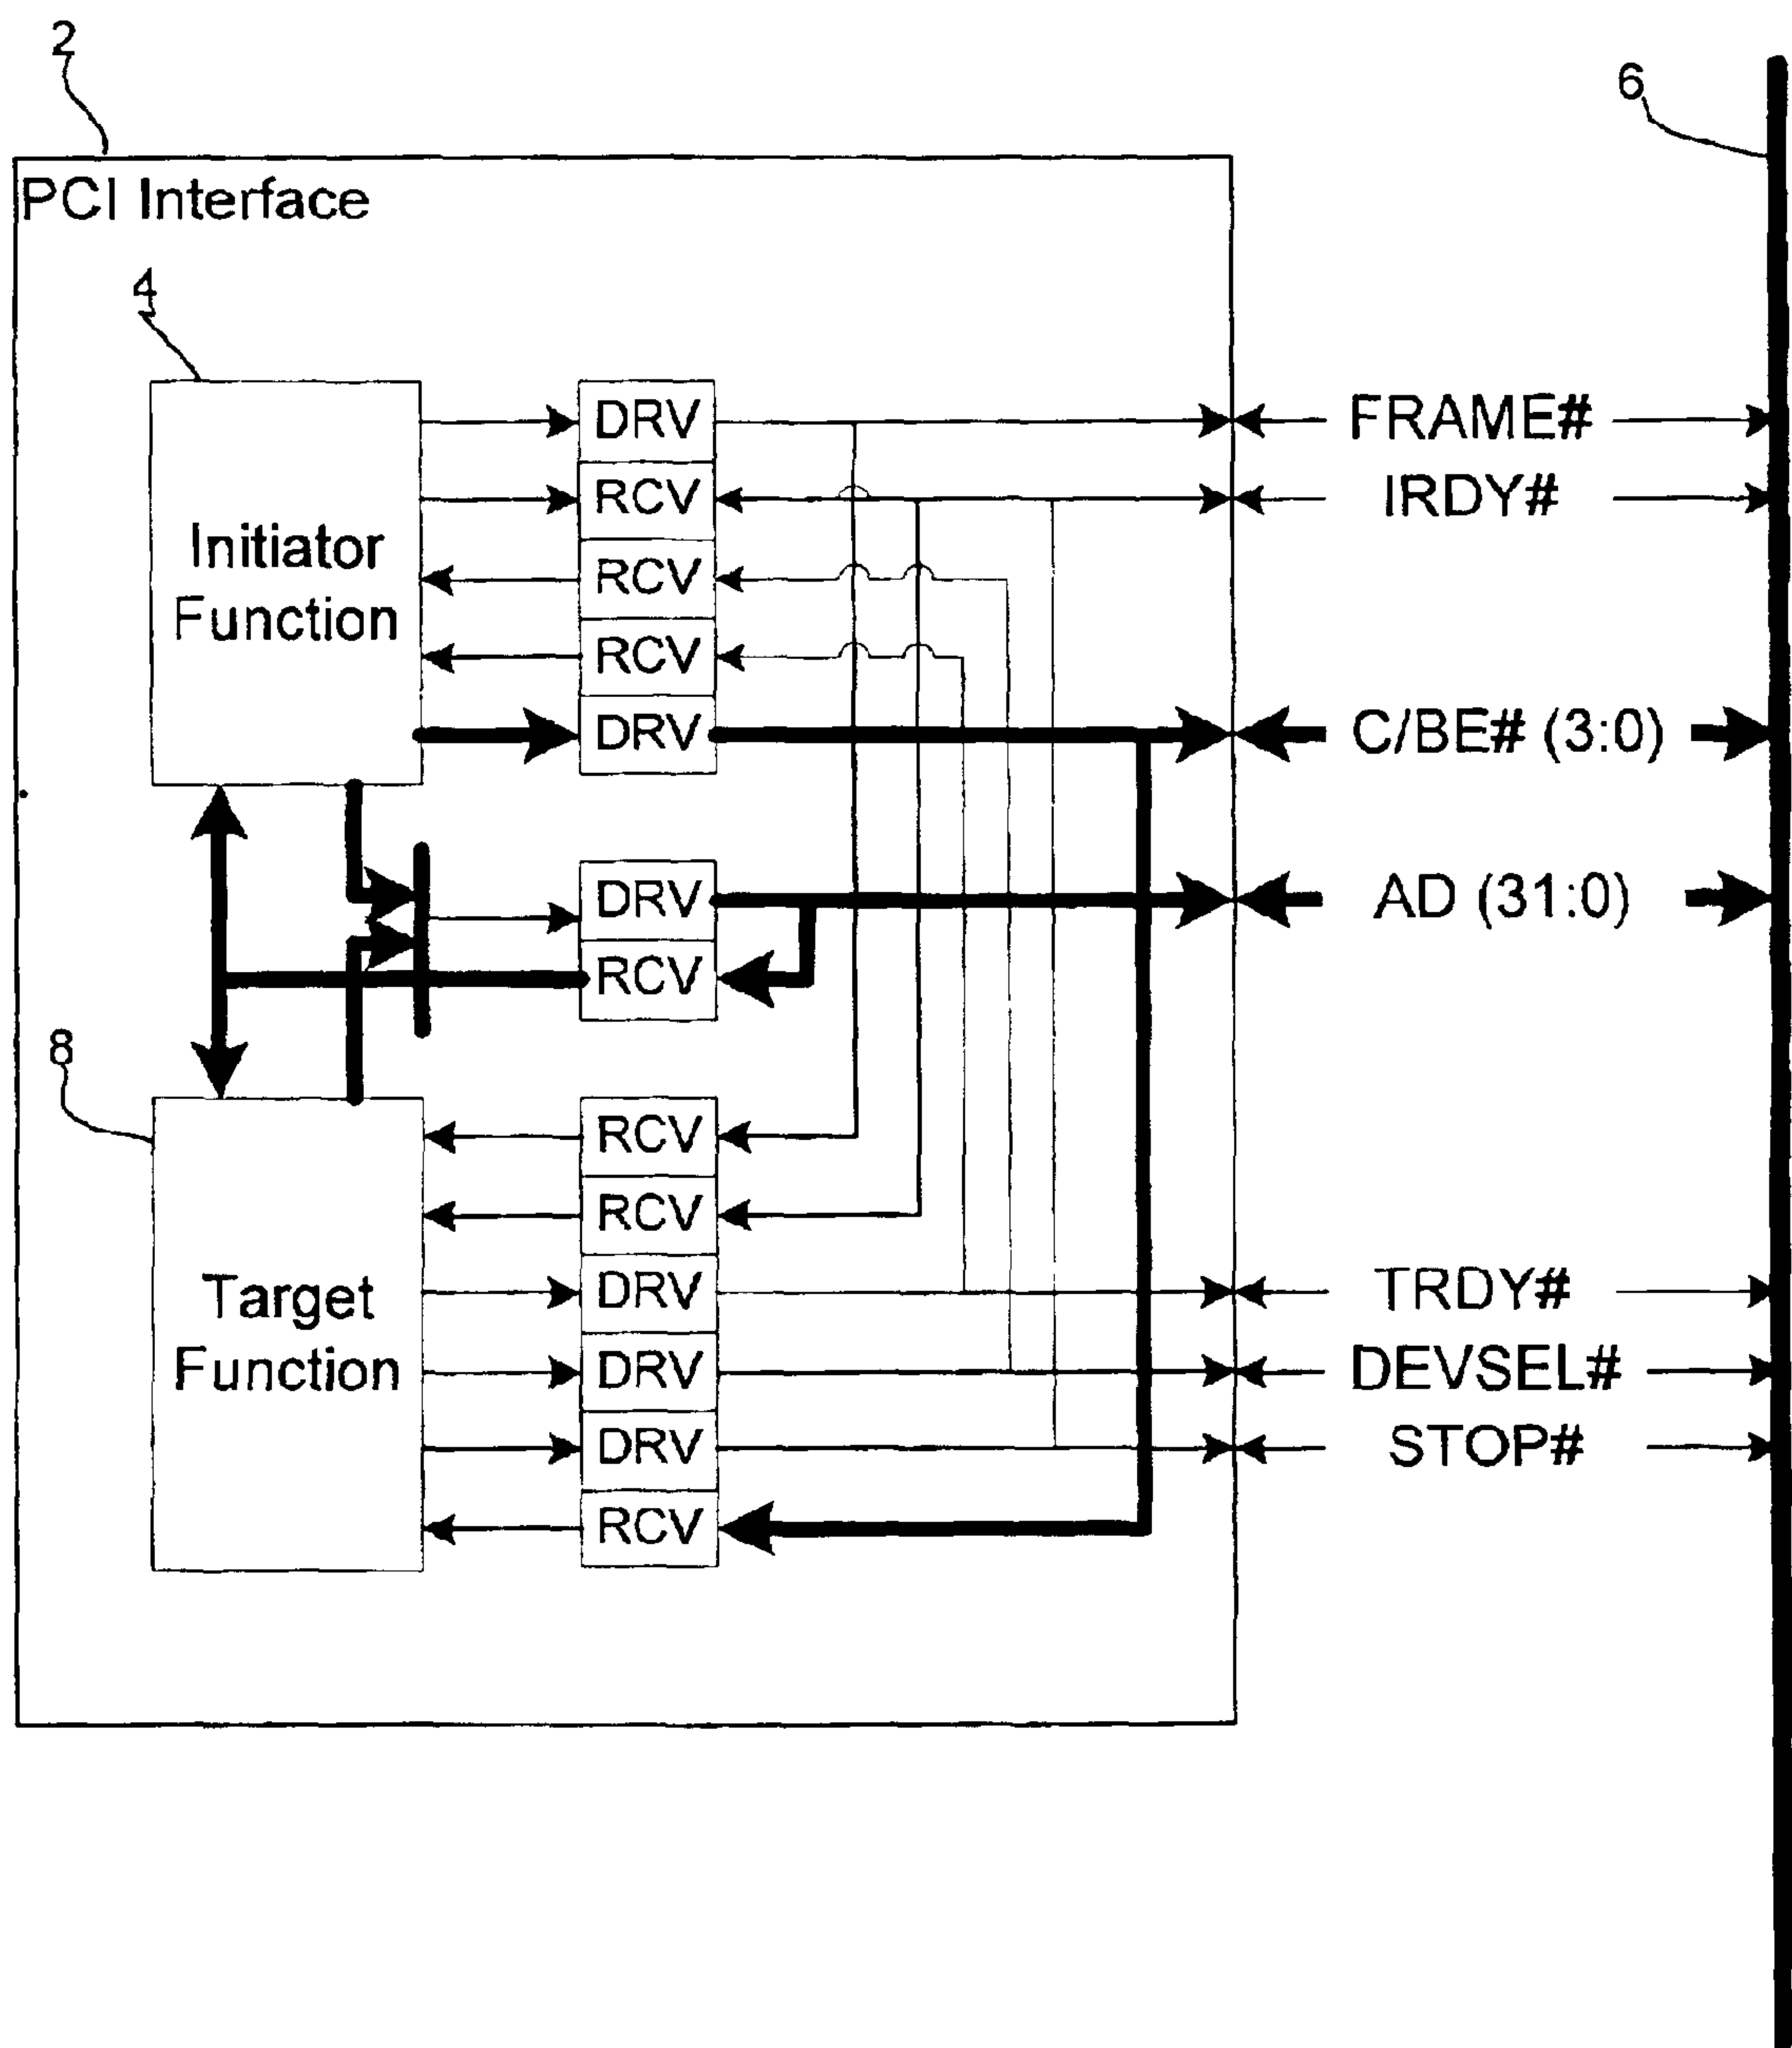 2
6
PCI Interface
4
Initiator
Function
DRV
RCV
RCV
RCV
DRV
FRAME#
IRDY#
C/BE# (3:0)
DRV
RCV
AD (31:0)
8
Target
Function
RCV
RCV
DRV
DRV
DRV
RCV
TRDY#
DEVSEL#
STOP#